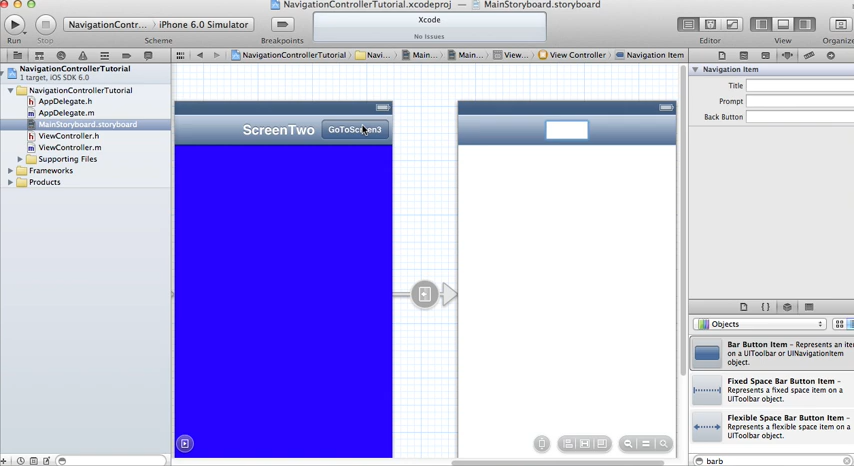 NavigationControllerTutorial.xcodeproj — MainStoryboard.storyboard
NavigationContr... iPhone 6.0 Simulator
Xcode
No Issues
Run Stop Scheme Breakpoints Editor View Organize
NavigationControllerTutorial Navi... Main... Main... View... View Controller Navigation Item
NavigationControllerTutorial
1 target, iOS SDK 6.0
NavigationControllerTutorial
AppDelegate.h
AppDelegate.m
MainStoryboard.storyboard
ViewController.h
ViewController.m
Supporting Files
Frameworks
Products
ScreenTwo GoToScreen3
Navigation Item
Title
Prompt
Back Button
Objects
Bar Button Item – Represents an item
on a UIToolbar or UINavigationItem
object.
Fixed Space Bar Button Item –
Represents a fixed space item on a
UIToolbar object.
Flexible Space Bar Button Item –
Represents a flexible space item on a
UIToolbar object.
barb